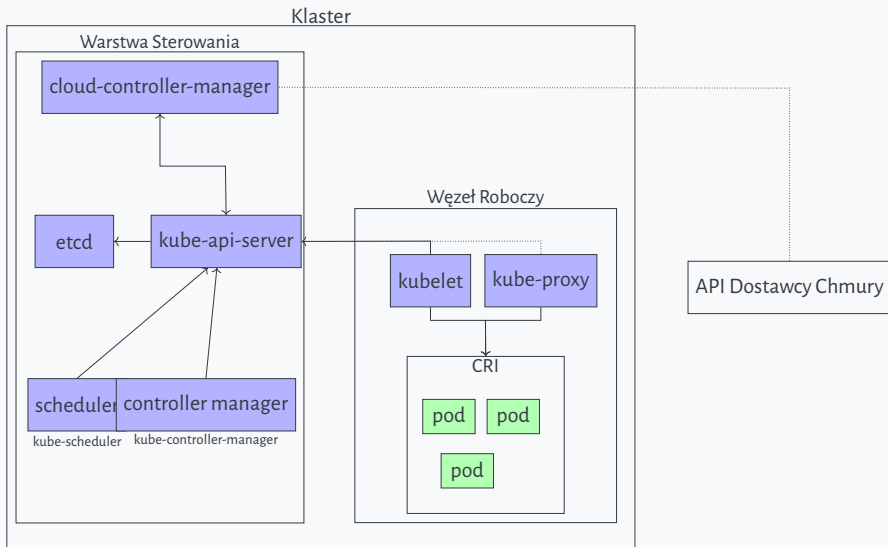 Klaster
Warstwa Sterowania
cloud-controller-manager
Węzeł Roboczy
etcd
kube-api-server
kubelet
kube-proxy
API Dostawcy Chmury
CRI
scheduler
controller manager
kube-scheduler
kube-controller-manager
pod
pod
pod